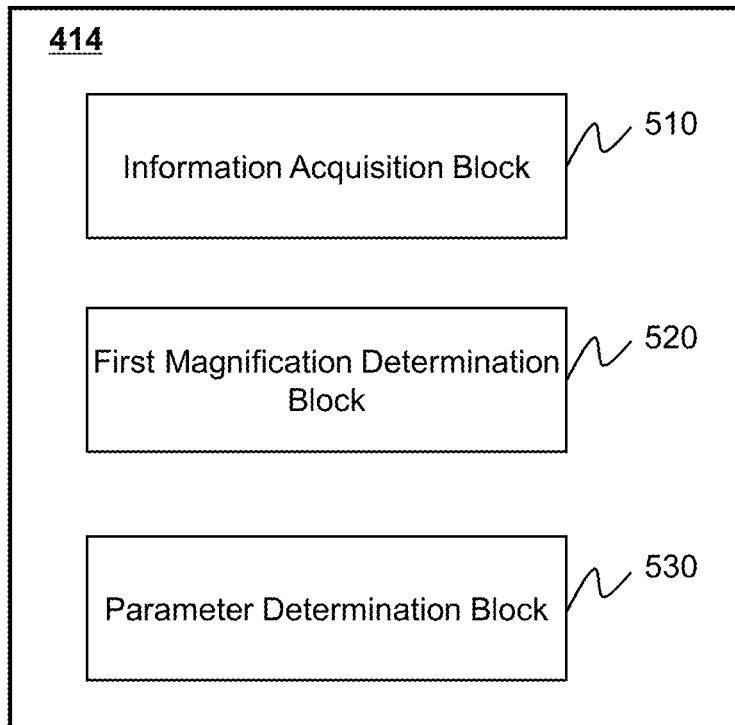 414
Information Acquisition Block
510
First Magnification Determination
Block
520
Parameter Determination Block
530